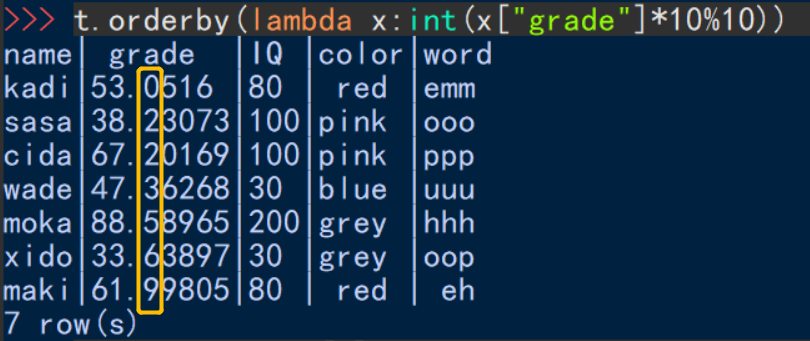 >>> t.orderby(lambda x:int(x["grade"]*10%10))
name| grade |IQ |color|word
kadi|53.0516 |80 | red |emm
sasa|38.23073|100|pink |ooo
cida|67.20169|100|pink |ppp
wade|47.36268|30 |blue |uuu
moka|88.58965|200|grey |hhh
xido|33.63897|30 |grey |oop
maki|61.99805|80 | red | eh
7 row(s)